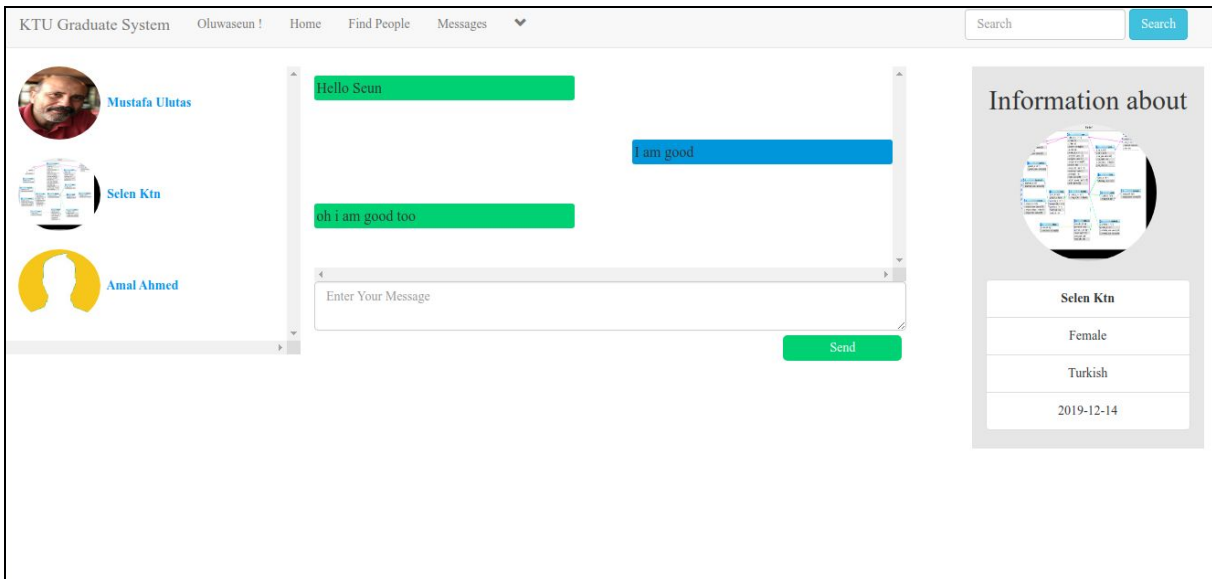 KTU Graduate System Oluwaseun ! Home Find People Messages Search Search
Mustafa Ulutas
Selen Ktn
Amal Ahmed
Hello Seun
I am good
oh i am good too
Enter Your Message
Send
Information about
Selen Ktn
Female
Turkish
2019-12-14